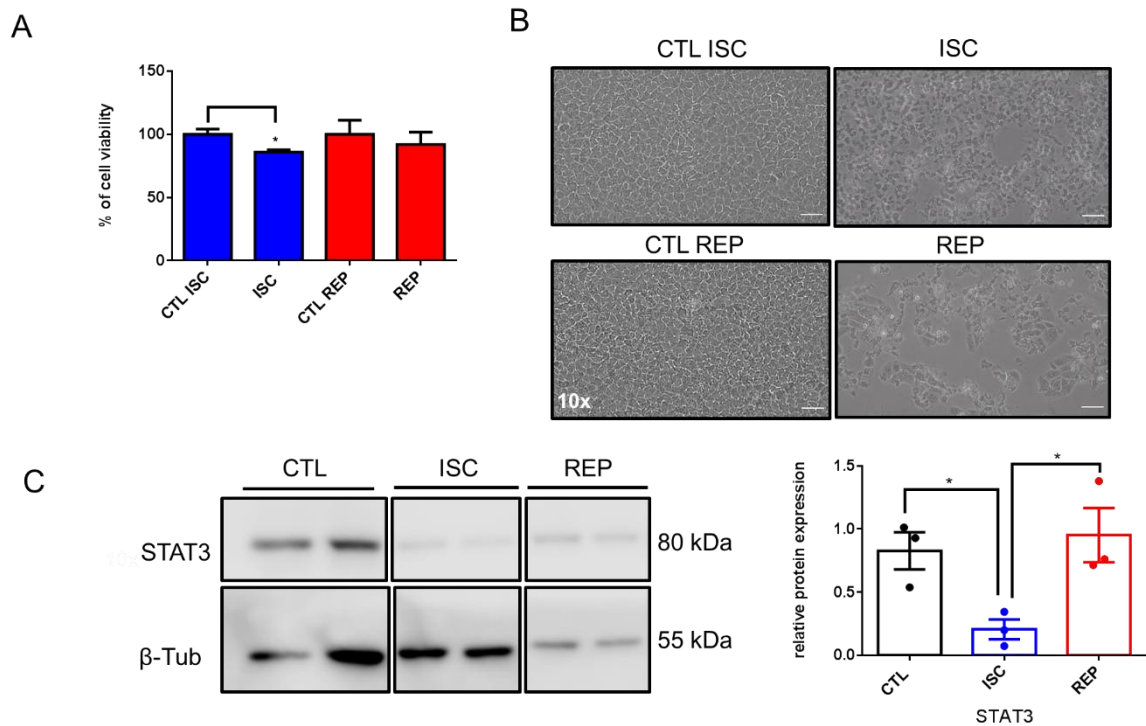 A
150
100
50
0
% of cell viability
*
CTL ISC
ISC
CTL REP
REP
B
CTL ISC
ISC
CTL REP
REP
10x
C
CTL
ISC
REP
STAT3
80 kDa
β-Tub
55 kDa
1.5
1.0
0.5
0.0
relative protein expression
*
*
CTL
ISC
REP
STAT3